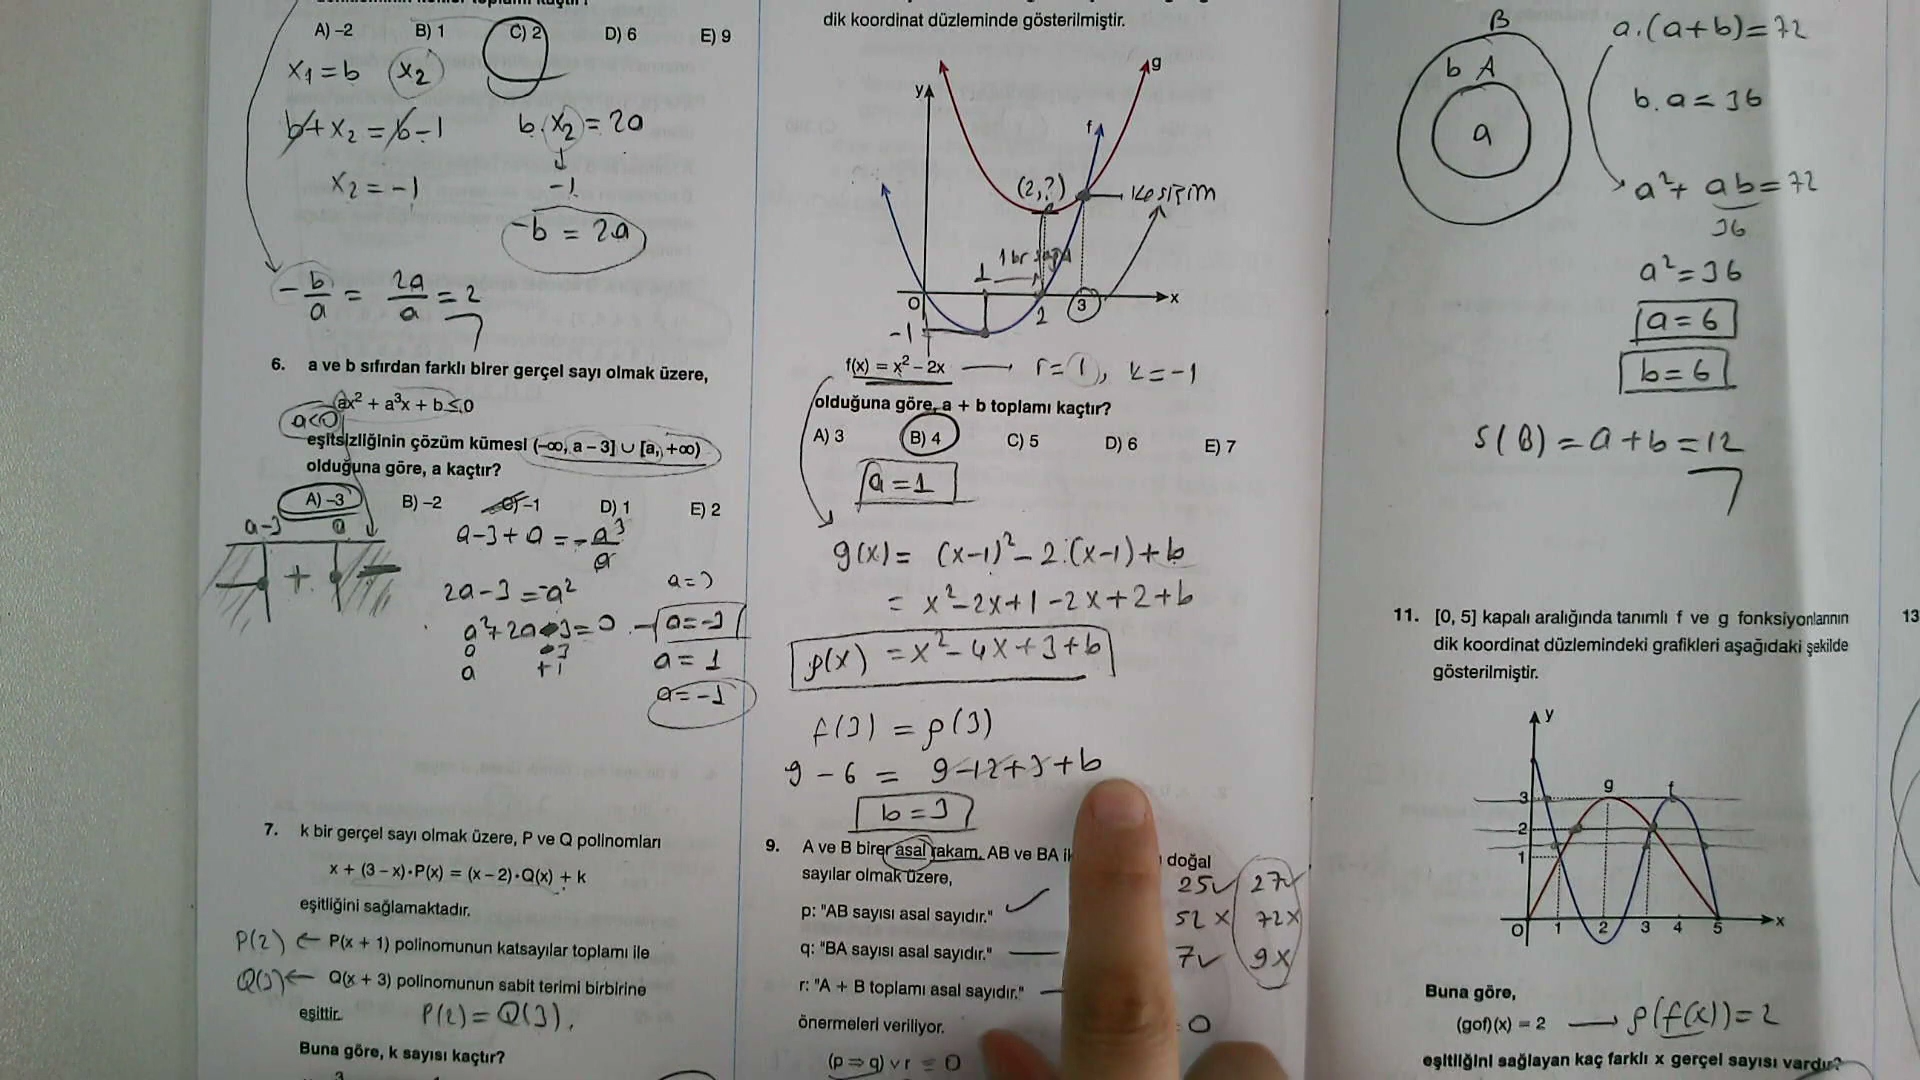 A) –2 B) 1 C) 2 D) 6 E) 9
x₁ = b x₂
b + x₂ = b – 1 b. x₂ = 2a
x₂ = –1 –1
–b = 2a
–b/a = 2a/a = 2
6. a ve b sıfırdan farklı birer gerçel sayı olmak üzere,
ax² + a³x + b ≤ 0
a<0
eşitsizliğinin çözüm kümesi (–∞, a – 3] ∪ [a, +∞)
olduğuna göre, a kaçtır?
A) –3 B) –2 C) –1 D) 1 E) 2
a-3 a
a-3+a = -a³/a
2a-3 = -a² a=3
a²+2a-3=0 a=-3
a -3
a +1
a = 1
a = -1
+
7. k bir gerçel sayı olmak üzere, P ve Q polinomları
x + (3 – x)·P(x) = (x – 2)·Q(x) + k
eşitliğini sağlamaktadır.
P(2) ← P(x + 1) polinomunun katsayılar toplamı ile
Q(3) ← Q(x + 3) polinomunun sabit terimi birbirine
eşittir. P(2) = Q(3).
Buna göre, k sayısı kaçtır?
dik koordinat düzleminde gösterilmiştir.
y g
f
(2,?) kesişim
1 1 br sağa
O 2 3 x
-1
f(x) = x² – 2x → r=1, k=-1
olduğuna göre, a + b toplamı kaçtır?
A) 3 B) 4 C) 5 D) 6 E) 7
a = 1
g(x) = (x-1)² - 2.(x-1) + b
= x²-2x+1-2x+2+b
g(x) = x²-4x+3+b
f(3) = g(3)
9 - 6 = 9-12+3+b
b = 3
9. A ve B birer asal rakam, AB ve BA doğal
sayılar olmak üzere,
p: "AB sayısı asal sayıdır."
q: "BA sayısı asal sayıdır."
r: "A + B toplamı asal sayıdır."
önermeleri veriliyor.
(p ⇒ q) ∨ r ≡ 0
25✓ 27✓
52 x 72x
7✓ 9x
0
B
b A
a
a.(a+b)=72
b.a = 36
a² + ab = 72
36
a² = 36
a = 6
b = 6
S(B) = a+b = 12
11. [0, 5] kapalı aralığında tanımlı f ve g fonksiyonlarının
dik koordinat düzlemindeki grafikleri aşağıdaki şekilde
gösterilmiştir.
y
g f
3
2
1
O 1 2 3 4 5 x
Buna göre,
(gof)(x) = 2 → g(f(x)) = 2
eşitliğini sağlayan kaç farklı x gerçel sayısı vardır?
13